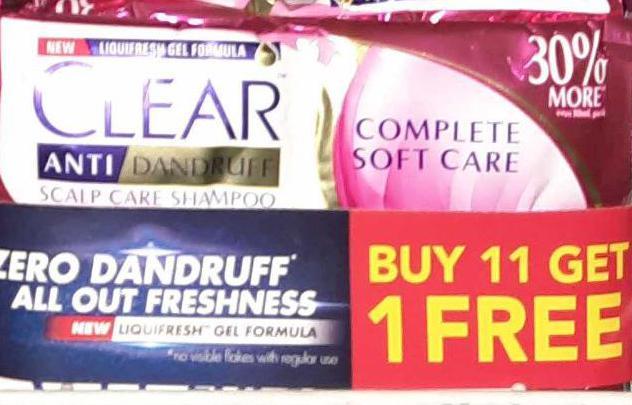 NEW LIQUIFRESH GEL FORMULA
CLEAR
ANTI DANDRUFF
SCALP CARE SHAMPOO
COMPLETE
SOFT CARE
30%
MORE
ZERO DANDRUFF*
ALL OUT FRESHNESS
NEW LIQUIFRESH™ GEL FORMULA
*no visible flakes with regular use
BUY 11 GET
1 FREE